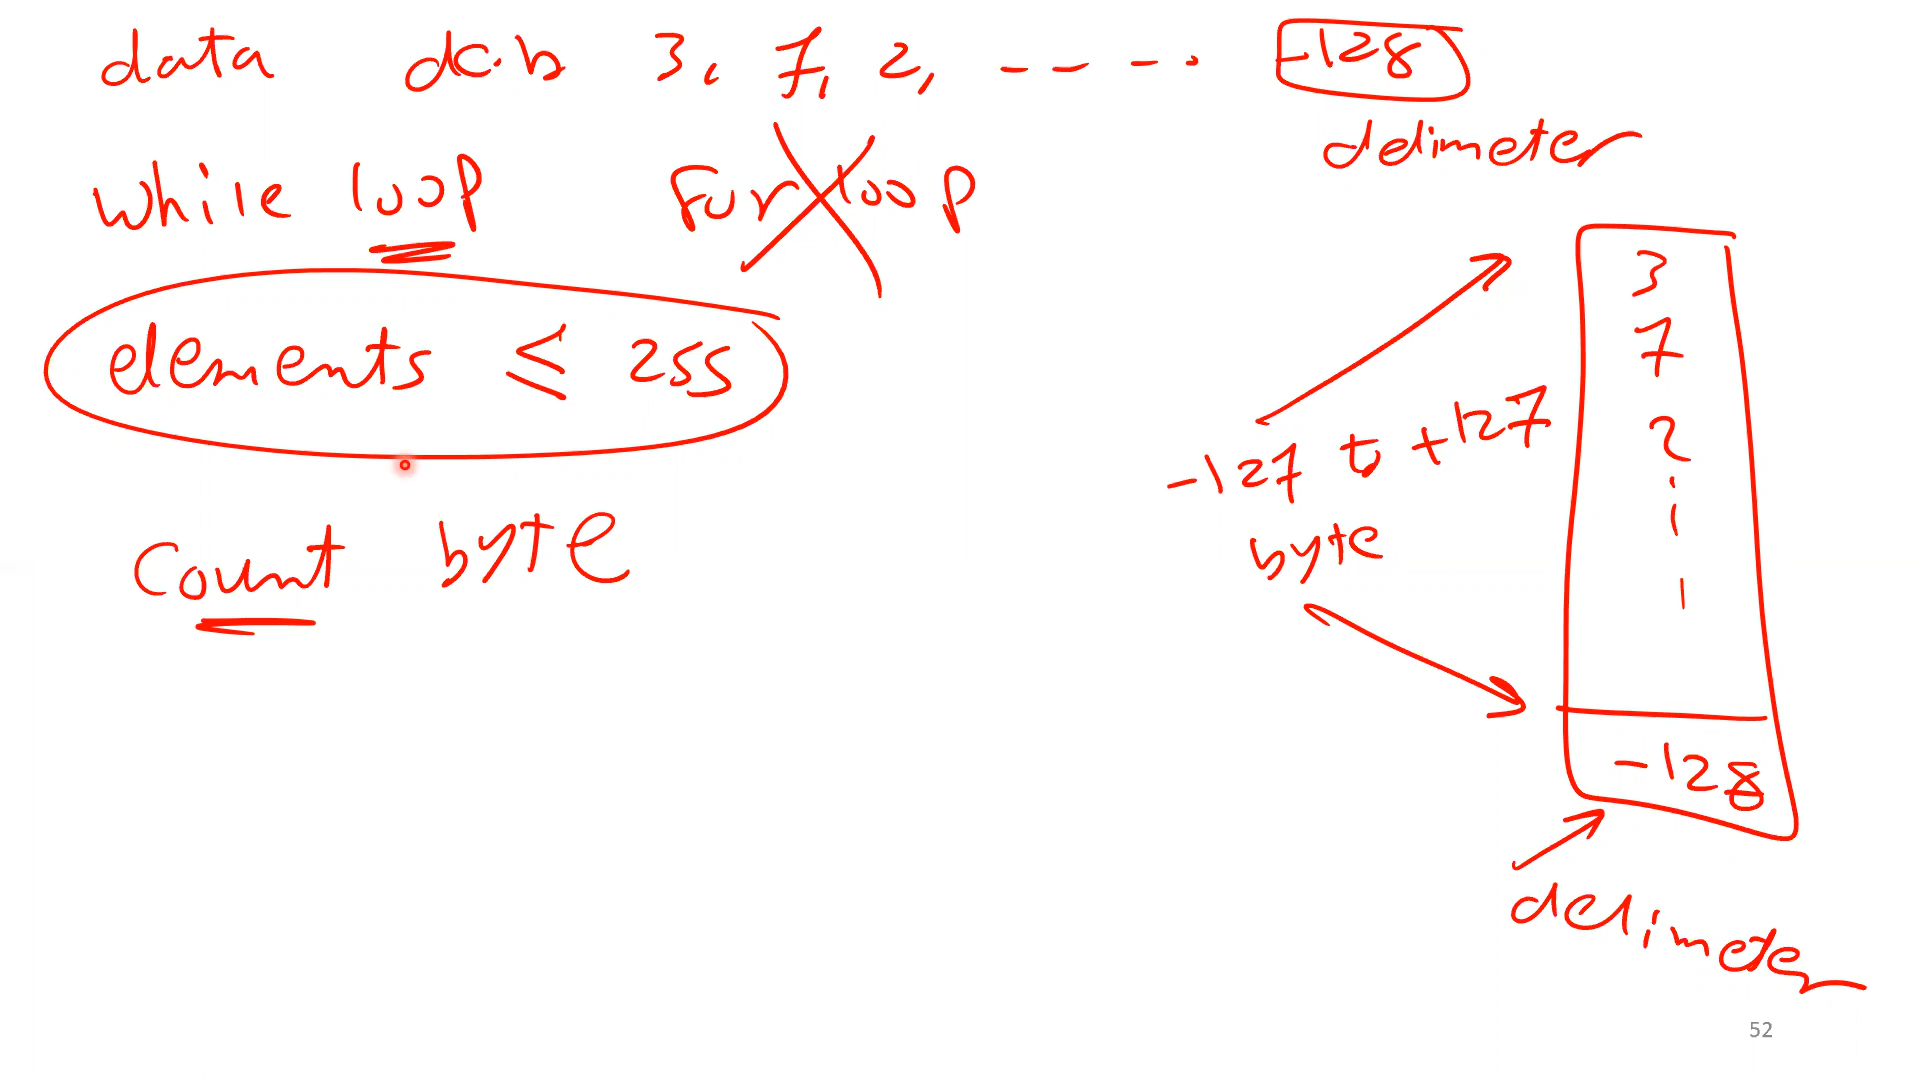 data dc.b 3, 7, 2, ----. -128
delimeter
while loop For loop
elements ≤ 255
Count byte
-127 to +127
byte
3
7
2
-128
delimeter
52